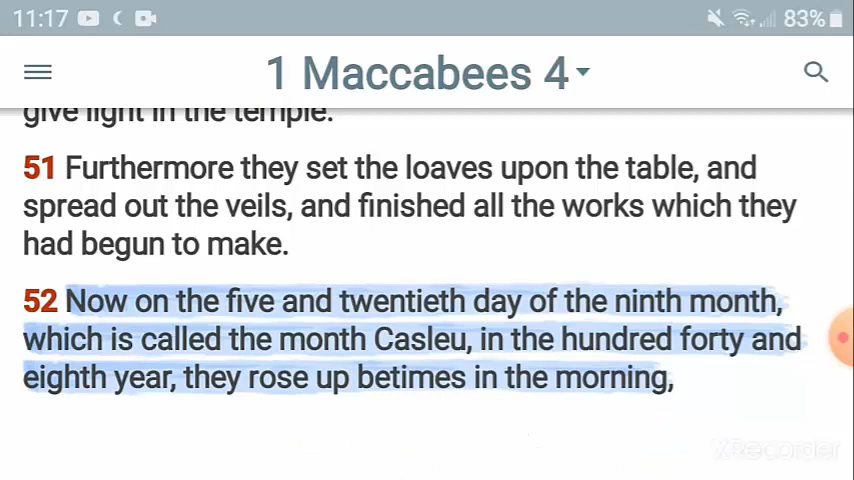 11:17 83%
1 Maccabees 4
give light in the temple.
51 Furthermore they set the loaves upon the table, and
spread out the veils, and finished all the works which they
had begun to make.
52 Now on the five and twentieth day of the ninth month,
which is called the month Casleu, in the hundred forty and
eighth year, they rose up betimes in the morning,
XRecorder